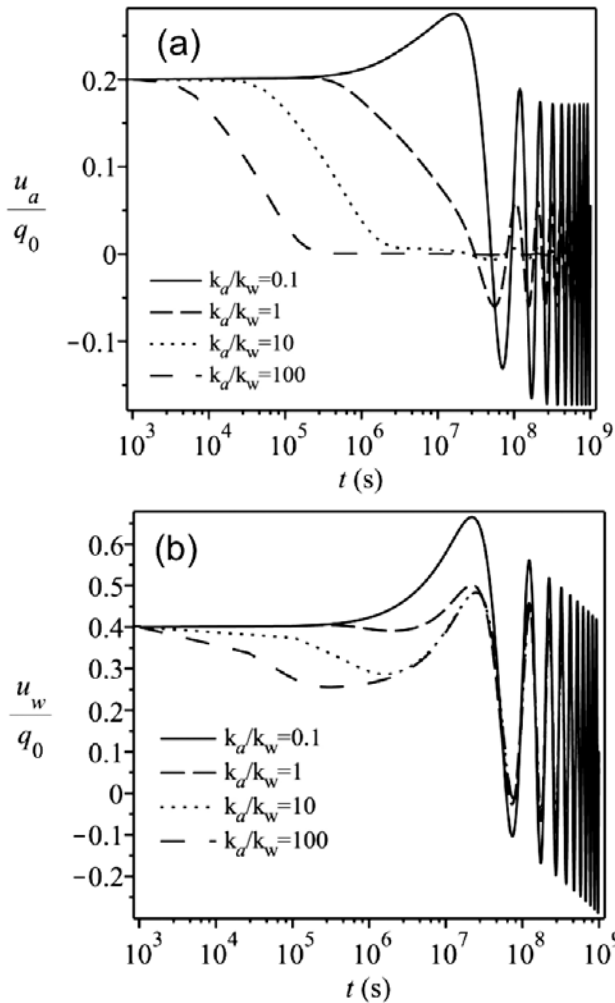 (a)
0.2
0.1
0
−0.1
u_a
q_0
k_a/k_w=0.1
k_a/k_w=1
k_a/k_w=10
k_a/k_w=100
10^3 10^4 10^5 10^6 10^7 10^8 10^9
t (s)
(b)
0.6
0.5
0.4
0.3
0.2
0.1
0
−0.1
−0.2
u_w
q_0
k_a/k_w=0.1
k_a/k_w=1
k_a/k_w=10
k_a/k_w=100
10^3 10^4 10^5 10^6 10^7 10^8 10^9
t (s)